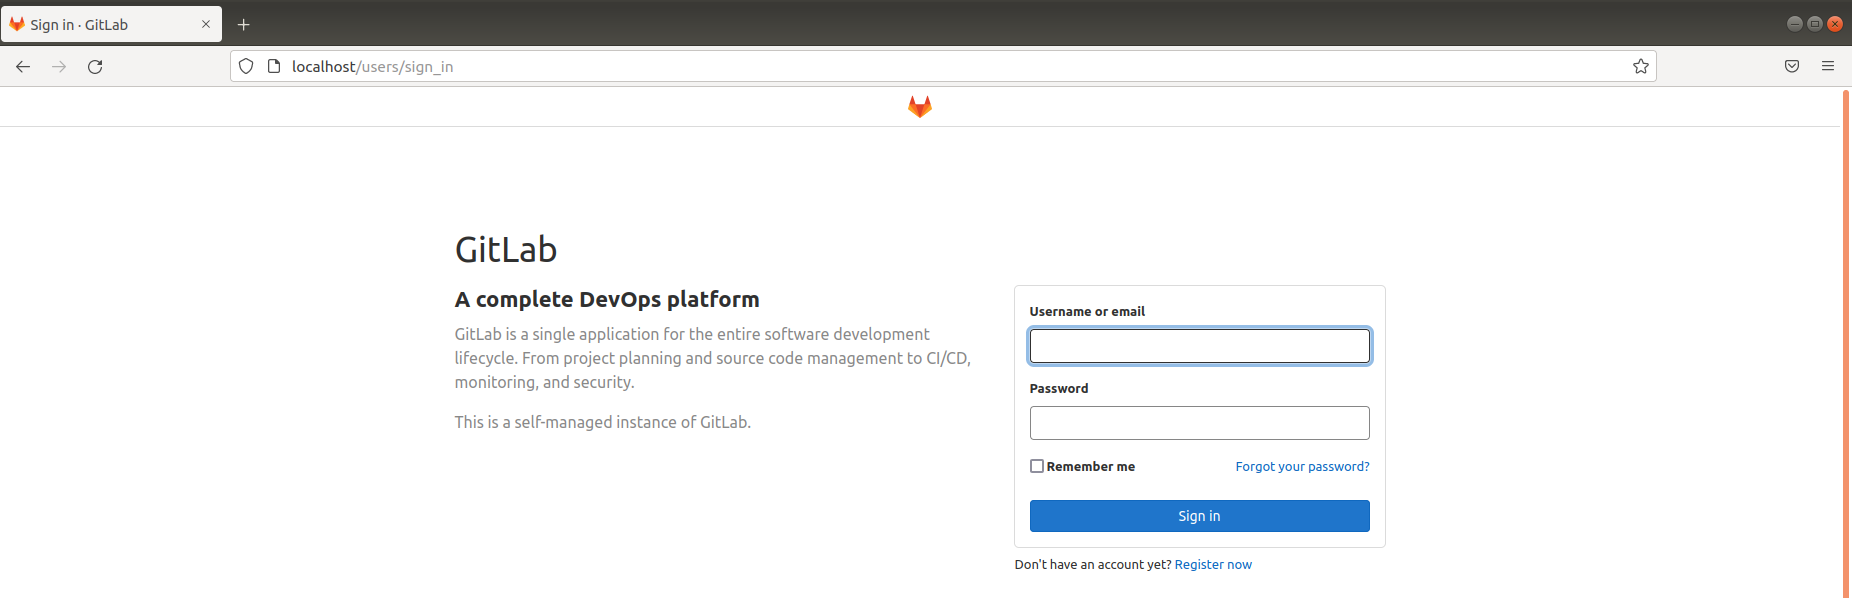 Sign in · GitLab
localhost/users/sign_in
GitLab
A complete DevOps platform
GitLab is a single application for the entire software development
lifecycle. From project planning and source code management to CI/CD,
monitoring, and security.
This is a self-managed instance of GitLab.
Username or email
Password
Remember me
Forgot your password?
Sign in
Don't have an account yet? Register now